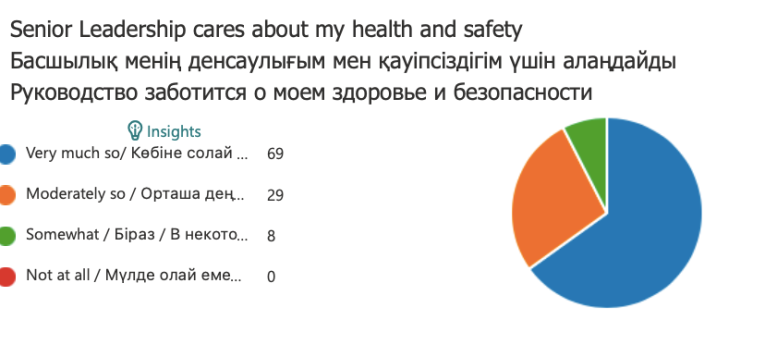 Senior Leadership cares about my health and safety
Басшылық менің денсаулығым мен қауіпсіздігім үшін алаңдайды
Руководство заботится о моем здоровье и безопасности
Insights
Very much so/ Көбіне солай ... 69
Moderately so / Орташа дең... 29
Somewhat / Біраз / В некото... 8
Not at all / Мүлде олай еме... 0